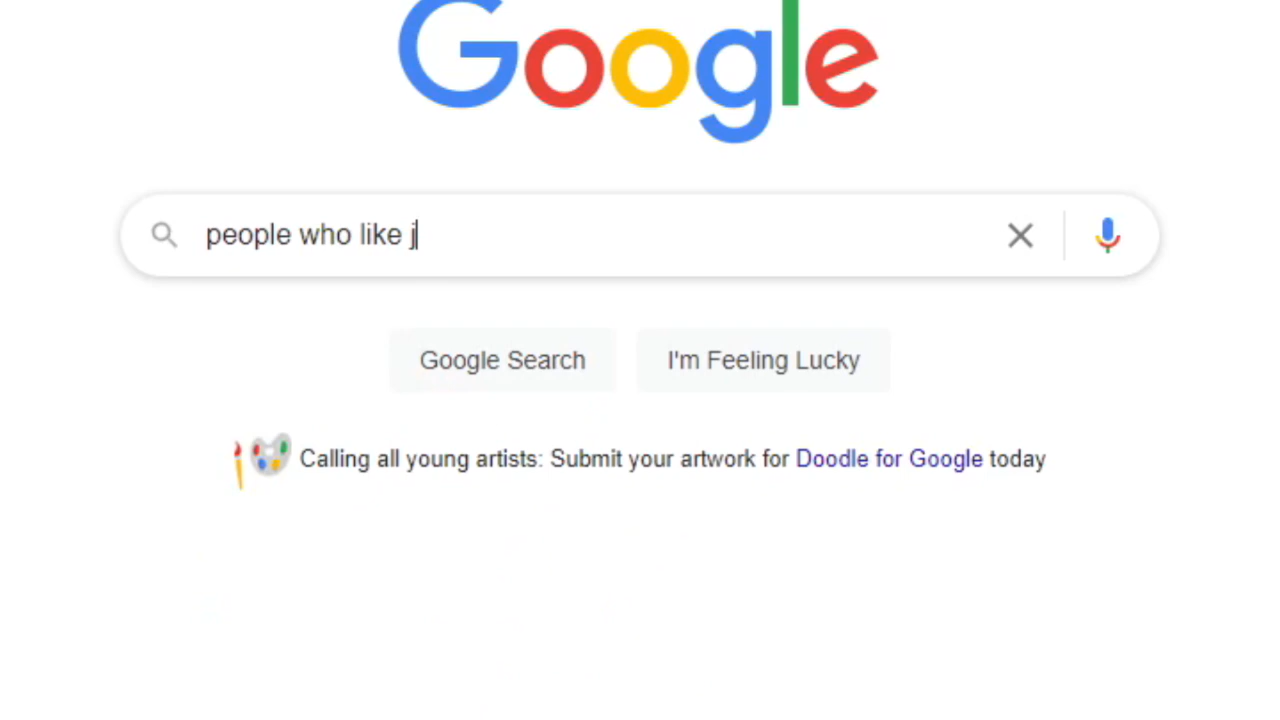 Google
people who like j
Google Search
I'm Feeling Lucky
Calling all young artists: Submit your artwork for Doodle for Google today